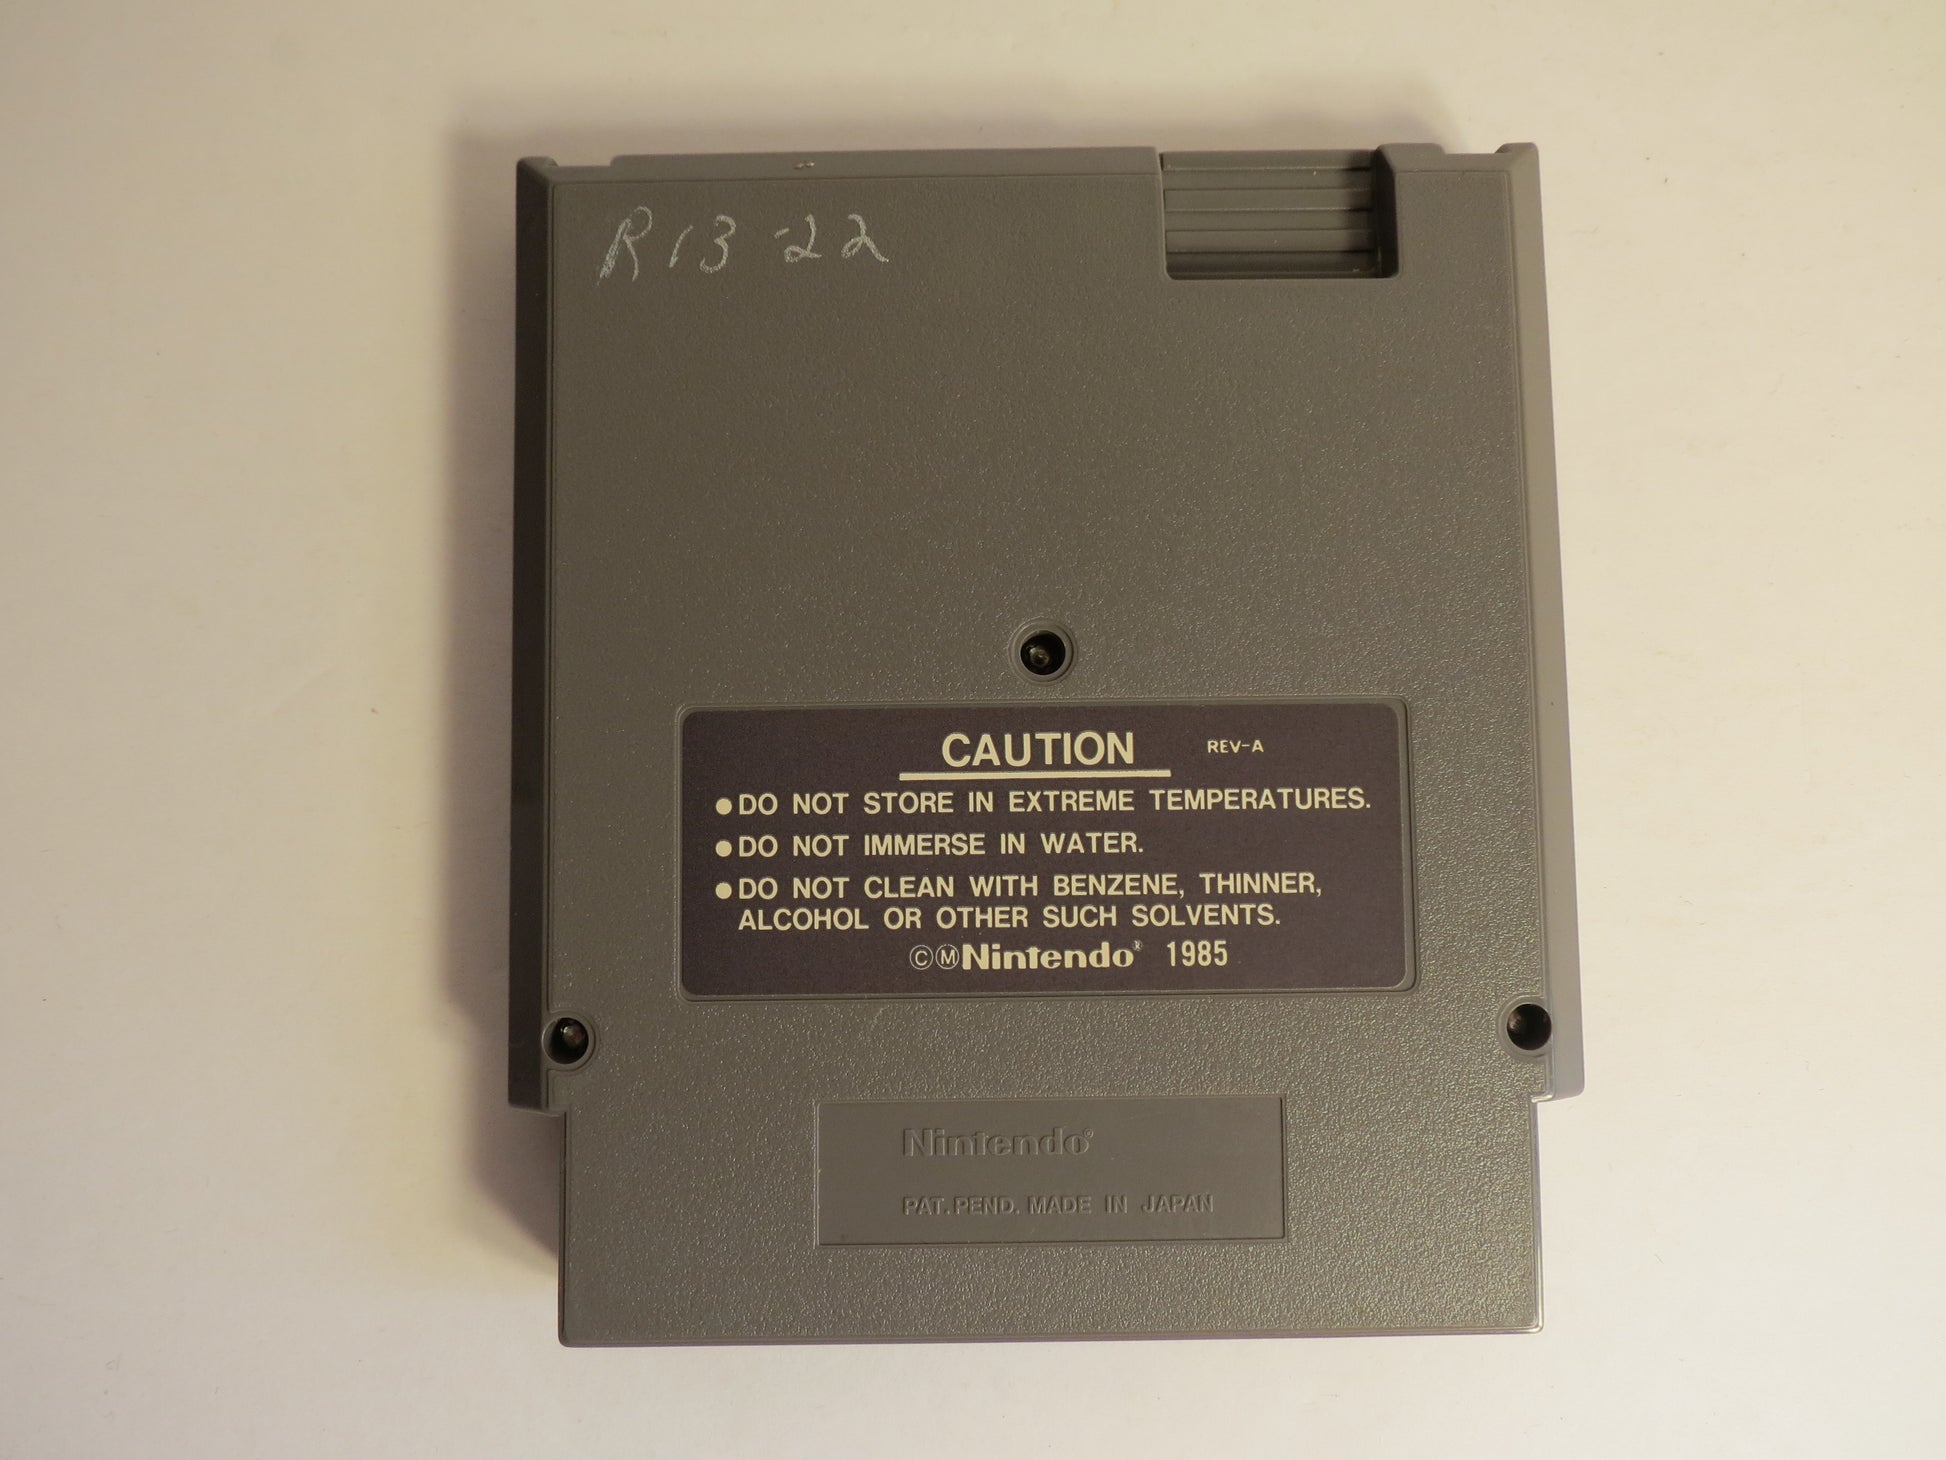 R13-22
CAUTION REV-A
●DO NOT STORE IN EXTREME TEMPERATURES.
●DO NOT IMMERSE IN WATER.
●DO NOT CLEAN WITH BENZENE, THINNER,
ALCOHOL OR OTHER SUCH SOLVENTS.
ⒸⓂNintendo® 1985
Nintendo®
PAT. PEND. MADE IN JAPAN